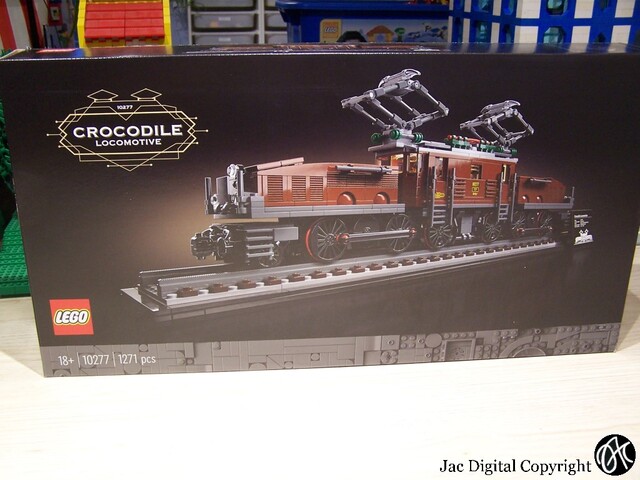 10277
CROCODILE
LOCOMOTIVE
LEGO
18+ 10277 1271 pcs
Jac Digital Copyright